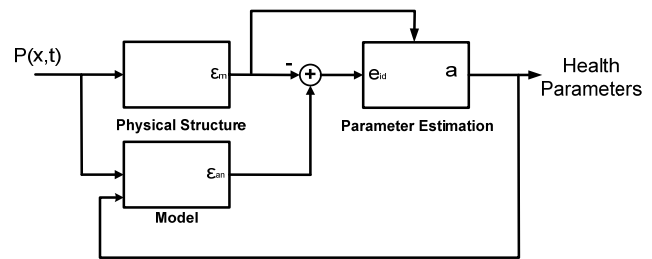 P(x,t)
εm
-
+
eid
a
Health
Parameters
Physical Structure
Parameter Estimation
εan
Model